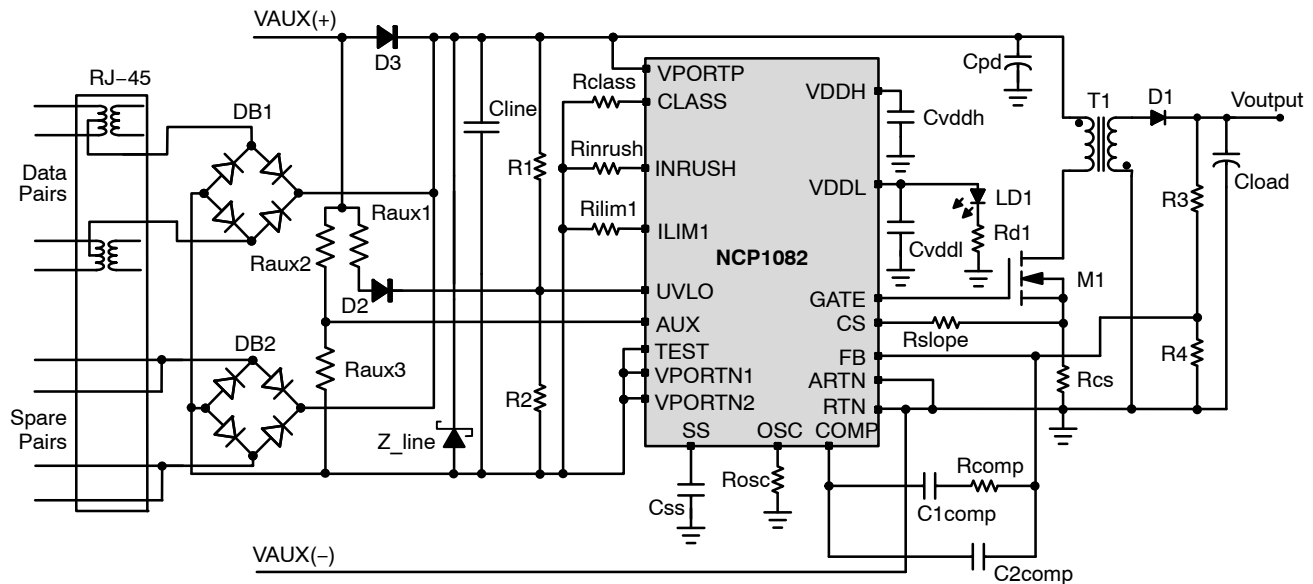 VAUX(+)
D3
RJ−45
DB1
Data
Pairs
Raux1
Raux2
D2
DB2
Raux3
Spare
Pairs
Z_line
Cline
R1
R2
Rclass
Rinrush
Rilim1
VPORTP
CLASS
INRUSH
ILIM1
NCP1082
UVLO
AUX
TEST
VPORTN1
VPORTN2
SS
OSC
COMP
VDDH
VDDL
GATE
CS
FB
ARTN
RTN
Cvddh
Cvddl
LD1
Rd1
Cpd
T1
D1
Voutput
Cload
R3
R4
M1
Rslope
Rcs
Css
Rosc
Rcomp
C1comp
C2comp
VAUX(−)